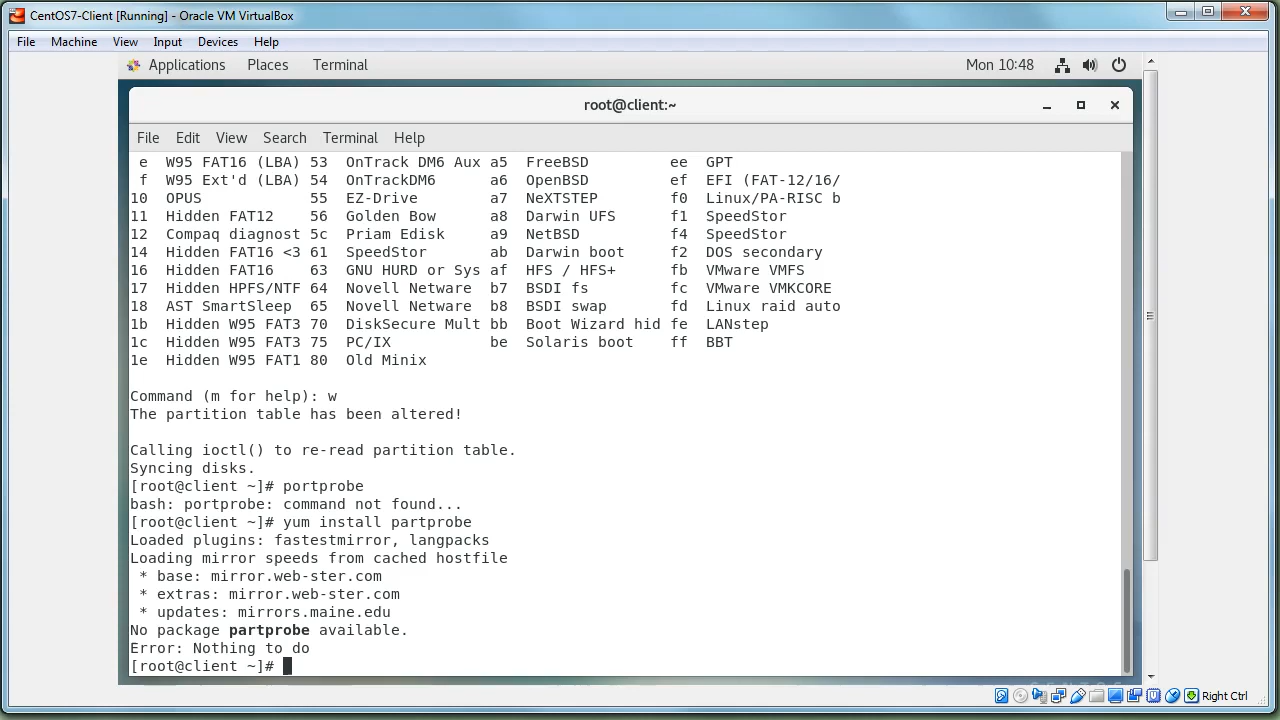 CentOS7-Client [Running] - Oracle VM VirtualBox
File Machine View Input Devices Help
Applications Places Terminal Mon 10:48
root@client:~
File Edit View Search Terminal Help
e W95 FAT16 (LBA) 53 OnTrack DM6 Aux a5 FreeBSD ee GPT
f W95 Ext'd (LBA) 54 OnTrackDM6 a6 OpenBSD ef EFI (FAT-12/16/
10 OPUS 55 EZ-Drive a7 NeXTSTEP f0 Linux/PA-RISC b
11 Hidden FAT12 56 Golden Bow a8 Darwin UFS f1 SpeedStor
12 Compaq diagnost 5c Priam Edisk a9 NetBSD f4 SpeedStor
14 Hidden FAT16 <3 61 SpeedStor ab Darwin boot f2 DOS secondary
16 Hidden FAT16 63 GNU HURD or Sys af HFS / HFS+ fb VMware VMFS
17 Hidden HPFS/NTF 64 Novell Netware b7 BSDI fs fc VMware VMKCORE
18 AST SmartSleep 65 Novell Netware b8 BSDI swap fd Linux raid auto
1b Hidden W95 FAT3 70 DiskSecure Mult bb Boot Wizard hid fe LANstep
1c Hidden W95 FAT3 75 PC/IX be Solaris boot ff BBT
1e Hidden W95 FAT1 80 Old Minix
Command (m for help): w
The partition table has been altered!
Calling ioctl() to re-read partition table.
Syncing disks.
[root@client ~]# portprobe
bash: portprobe: command not found...
[root@client ~]# yum install partprobe
Loaded plugins: fastestmirror, langpacks
Loading mirror speeds from cached hostfile
* base: mirror.web-ster.com
* extras: mirror.web-ster.com
* updates: mirrors.maine.edu
No package partprobe available.
Error: Nothing to do
[root@client ~]#
Right Ctrl